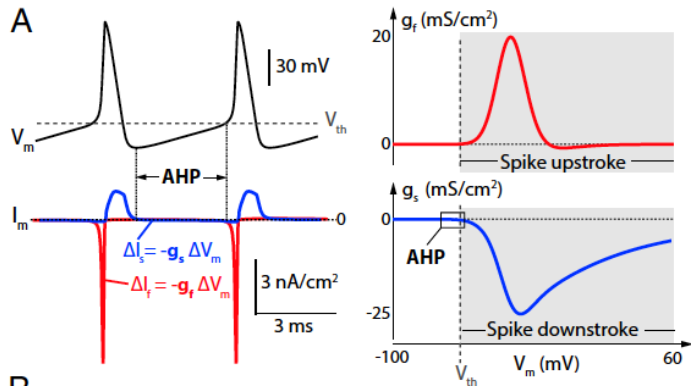 A
30 mV
V_th
V_m
AHP
I_m
0
ΔI_s = -g_s ΔV_m
ΔI_f = -g_f ΔV_m
3 nA/cm²
3 ms
g_f (mS/cm²)
20
0
Spike upstroke
g_s (mS/cm²)
0
AHP
-25
Spike downstroke
-100
V_m (mV)
60
V_th